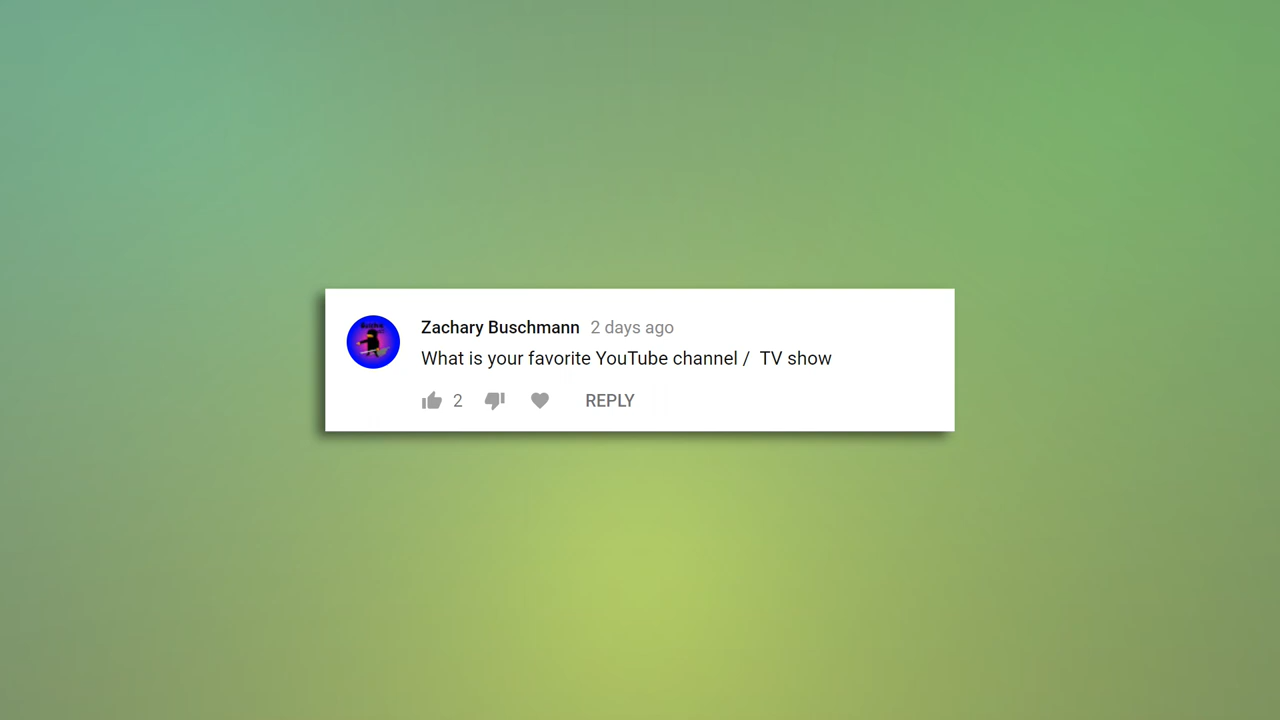 Zachary Buschmann 2 days ago
What is your favorite YouTube channel / TV show
2 REPLY